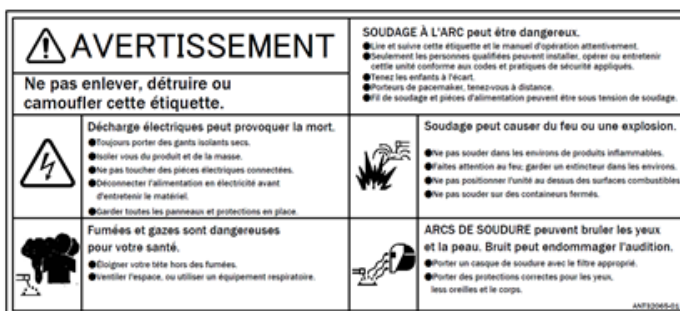 AVERTISSEMENT
Ne pas enlever, détruire ou
camoufler cette étiquette.
SOUDAGE À L'ARC peut étre dangereux.
●Lire et suivre cette étiquette et le manuel d'opération attentivement.
●Seulement les personnes qualifiées peuvent installer, opérer ou entretenir
cettle unité conforme aux codes et pratiques de sécurité appliqués.
●Tenez les enfants à l'écart.
●Porteurs de pacemaker, tenez-vous à distance.
●Fil de soudage et pièces d'alimentation peuvent être sous tension de soudage.
Décharge électriques peut provoquer la mort.
●Toujours porter des gants isolants secs.
●Isoler vous du produit et de la masse.
●Ne pas toucher des pièces électriques connectées.
●Déconnecter l'alimentation en électricité avant
d'entretenir le matériel.
●Garder toutes les panneaux et protections en place.
Soudage peut causer du feu ou une explosion.
●Ne pas souder dans les environs de produits inflammables.
●Faites attention au feu; garder un extincteur dans les environs.
●Ne pas positionner l'unité au dessus des surfaces combustibles.
●Ne pas souder sur des containeurs fermés.
Fumées et gazes sont dangereuses
pour votre santé.
●Éloigner votre tête hors des fumées.
●Ventiler l'espace, ou utiliser un équipement respiratoire.
ARCS DE SOUDURE peuvent bruler les yeux
et la peau. Bruit peut endommager l'audition.
●Porter un casque de soudure avec le filtre approprié.
●Porter des protections correctes pour les yeux,
less oreilles et le corps.
ANT32065-01